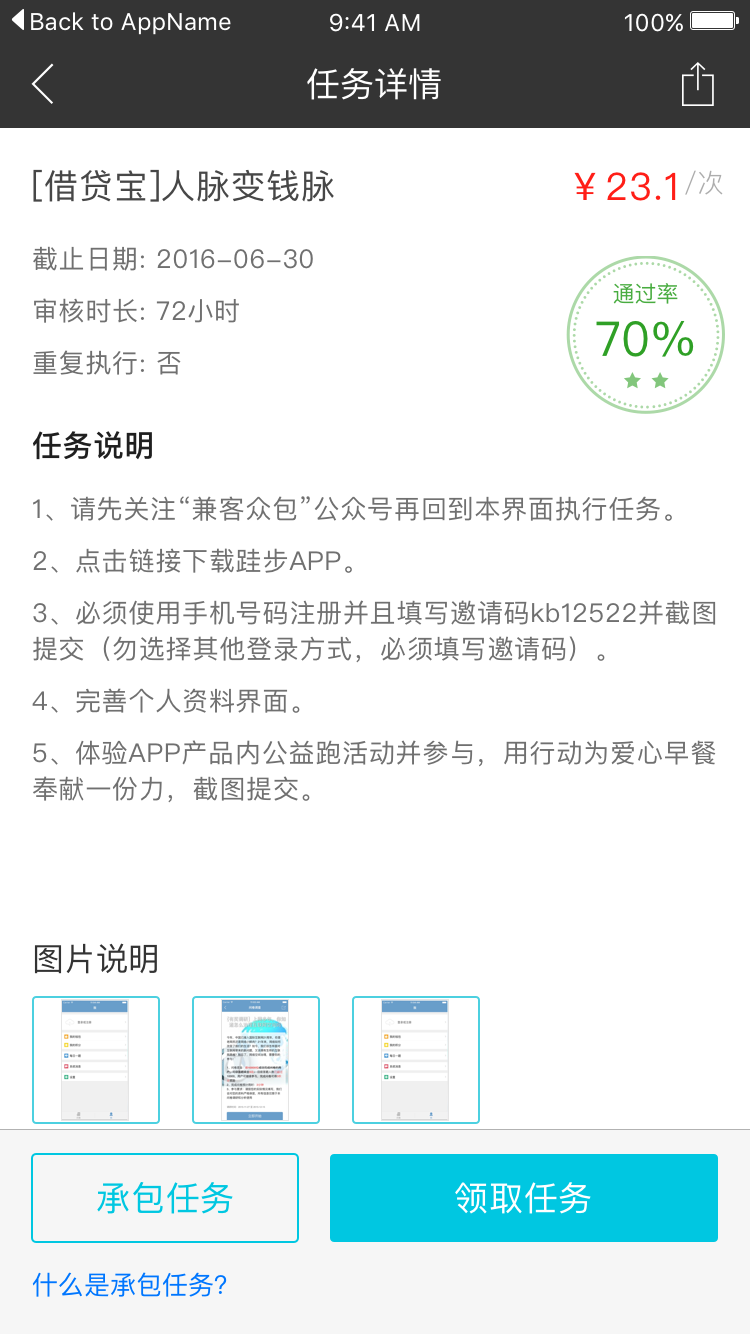 Back to AppName 9:41 AM 100%
任务详情
[借贷宝]人脉变钱脉 ¥ 23.1/次
截止日期: 2016-06-30
通过率
审核时长: 72小时
70%
重复执行: 否
任务说明
1、请先关注“兼客众包”公众号再回到本界面执行任务。
2、点击链接下载跬步APP。
3、必须使用手机号码注册并且填写邀请码kb12522并截图
提交（勿选择其他登录方式，必须填写邀请码）。
4、完善个人资料界面。
5、体验APP产品内公益跑活动并参与，用行动为爱心早餐
奉献一份力，截图提交。
图片说明
承包任务 领取任务
什么是承包任务?